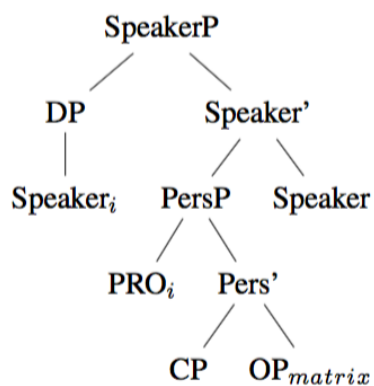 SpeakerP
DP Speaker’
Speakerᵢ PersP Speaker
PROᵢ Pers’
CP OPmatrix